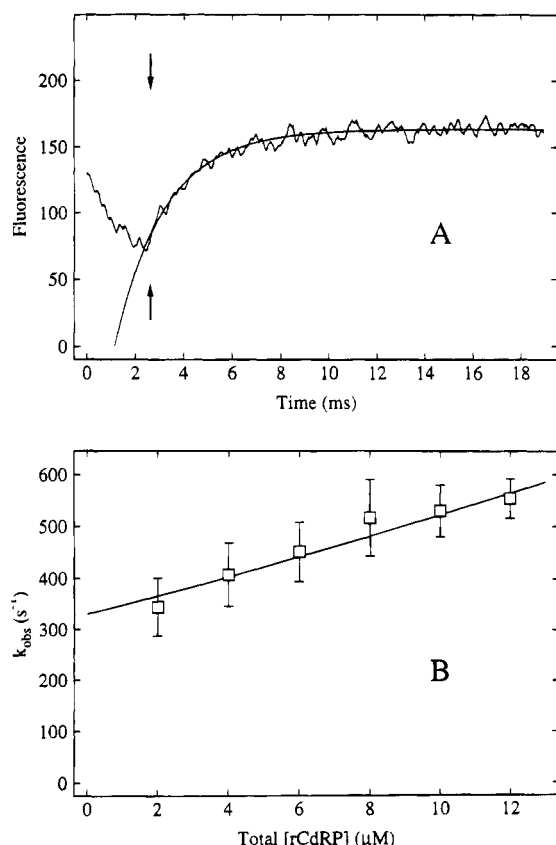 200
150
100
50
0
Fluorescence
A
0 2 4 6 8 10 12 14 16 18
Time (ms)
600
500
400
300
200
100
0
k_obs (s⁻¹)
B
0 2 4 6 8 10 12
Total [rCdRP] (μM)